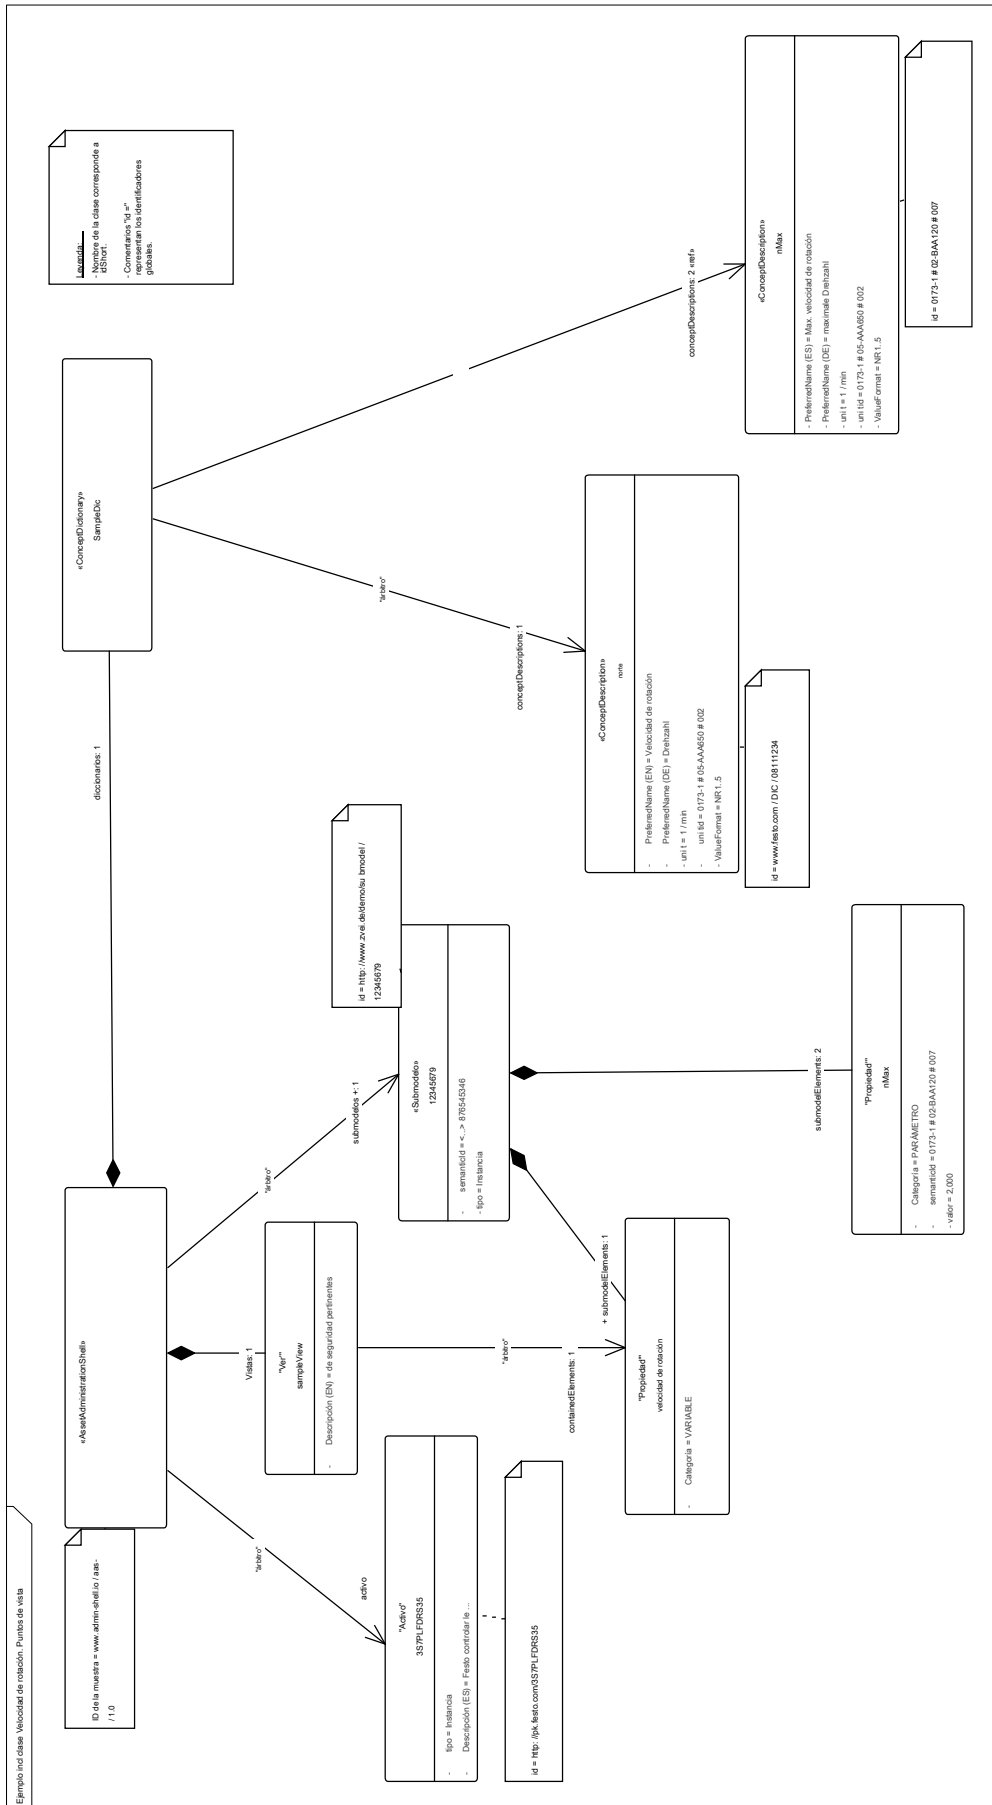 Ejemplo incl clase Velocidad de rotación. Puntos de vista
ID de la muestra = www. admin-shell.io / aas-
/ 1.0
«AssetAdministrationShell»
diccionarios: 1
«ConceptDictionary»
SampleDic
Leyenda:
- Nombre de la clase corresponde a
idShort.
- Comentarios "id ="
representan los identificadores
globales.
"árbitro"
activo
Vistas: 1
"árbitro"
submodelos +: 1
"Activo"
3S7PLFDRS35
- tipo = Instancia
- Descripción (ES) = Festo controlar le ...
id = http: //pk.festo.com/3S7PLFDRS35
"Ver"'
sampleView
- Descripción (EN) = de seguridad pertinentes
"árbitro"
containedElements: 1
id = http: //www.zvei.de/demo/su bmodel /
12345679
«Submodelo»
12345679
- semanticId = <...> 876545346
- tipo = Instancia
+ submodelElements: 1
submodelElements: 2
"Propiedad"'
velocidad de rotación
- Categoría = VARIABLE
"Propiedad"'
nMax
- Categoría = PARÁMETRO
- semanticId = 0173-1 # 02-BAA120 # 007
- valor = 2,000
"árbitro"
conceptDescriptions: 1
conceptDescriptions: 2 «ref»
«ConceptDescription»
norte
- PreferredName (EN) = Velocidad de rotación
- PreferredName (DE) = Drehzahl
- uni t = 1 / min
- uni tid = 0173-1 # 05-AAA650 # 002
- ValueFormat = NR1..5
id = www.festo.com / DIC / 08111234
«ConceptDescription»
nMax
- PreferredName (ES) = Max. velocidad de rotación
- PreferredName (DE) = maximale Drehzahl
- uni t = 1 / min
- uni tid = 0173-1 # 05-AAA650 # 002
- ValueFormat = NR1..5
id = 0173-1 # 02-BAA120 # 007